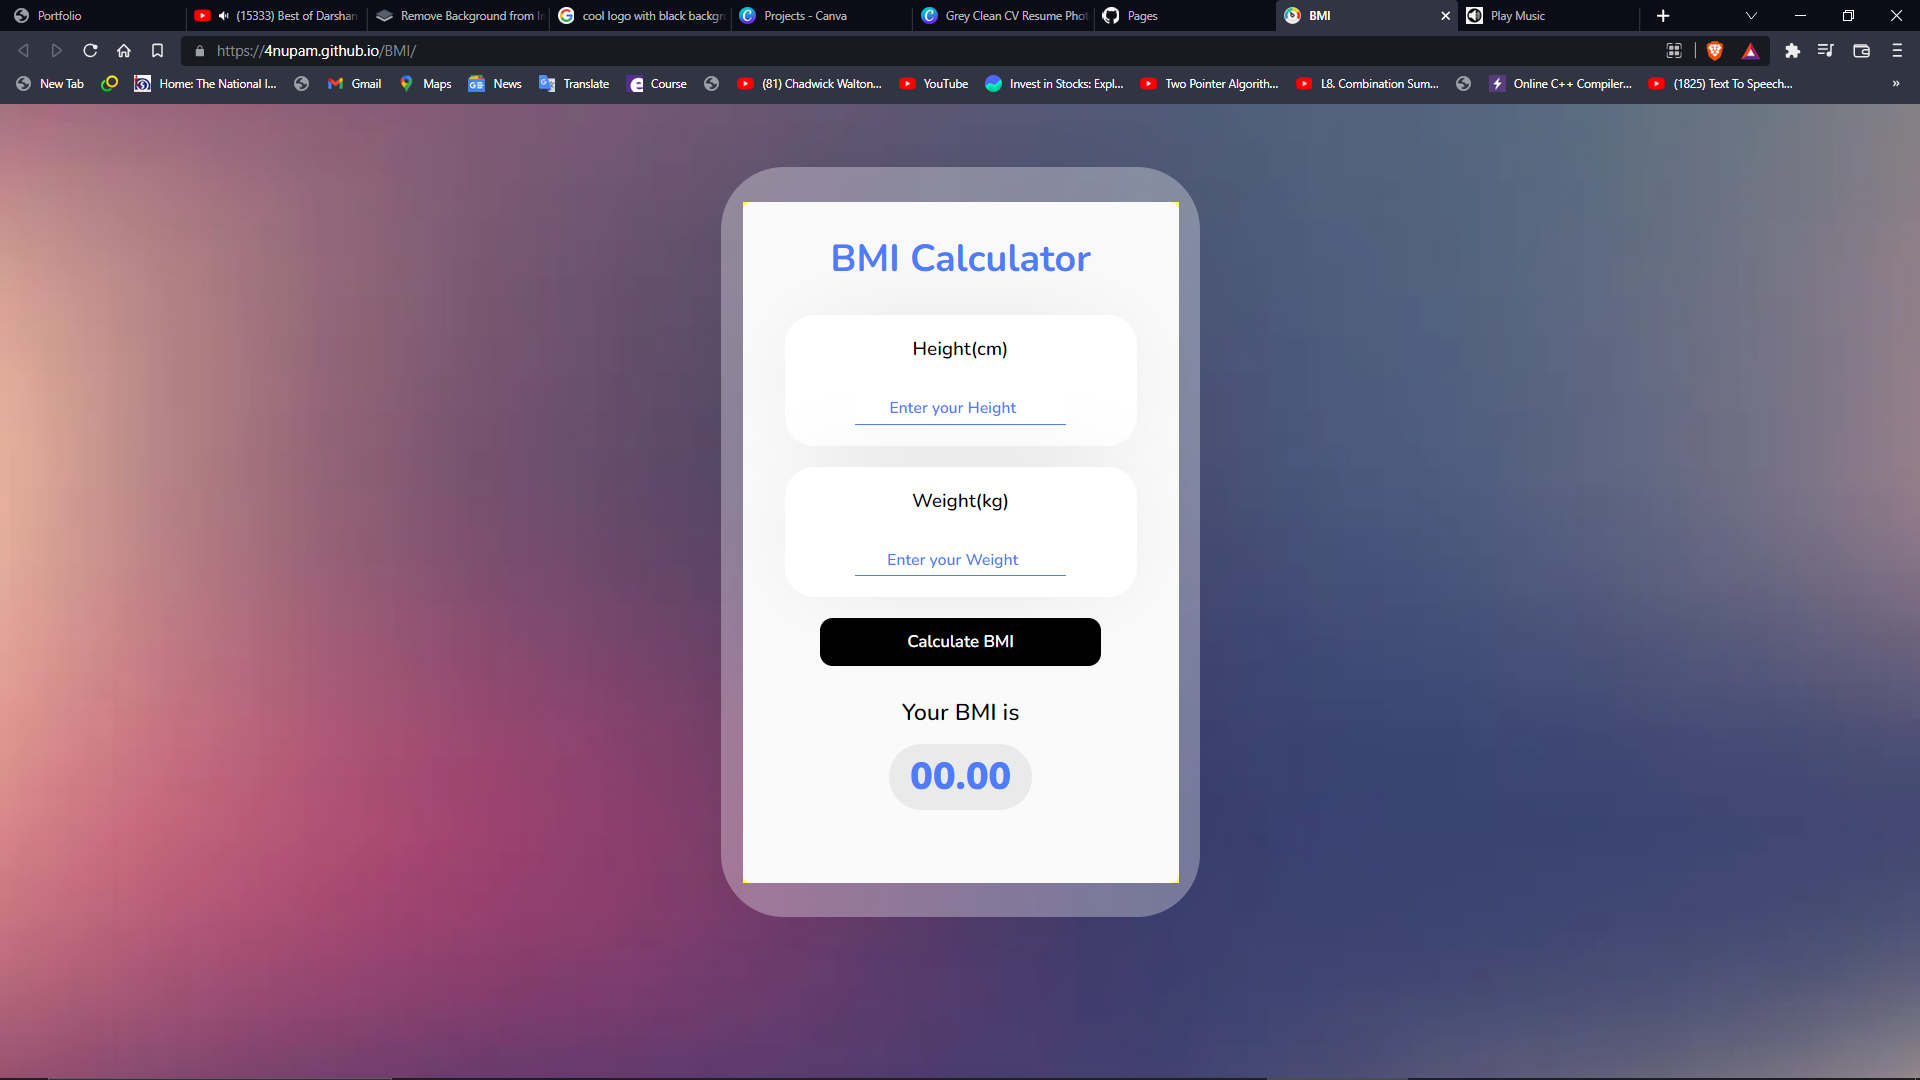 Portfolio
(15333) Best of Darshan
Remove Background from Im
cool logo with black backgro
Projects - Canva
Grey Clean CV Resume Phot
Pages
BMI
Play Music
https://4nupam.github.io/BMI/
New Tab
Home: The National I...
Gmail
Maps
News
Translate
Course
(81) Chadwick Walton...
YouTube
Invest in Stocks: Expl...
Two Pointer Algorith...
L8. Combination Sum...
Online C++ Compiler...
(1825) Text To Speech...
BMI Calculator
Height(cm)
Enter your Height
Weight(kg)
Enter your Weight
Calculate BMI
Your BMI is
00.00